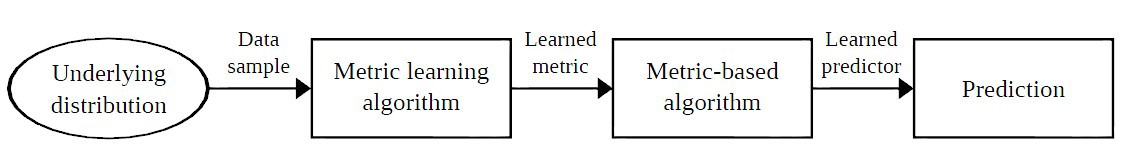 Underlying
distribution
Data
sample
Metric learning
algorithm
Learned
metric
Metric-based
algorithm
Learned
predictor
Prediction